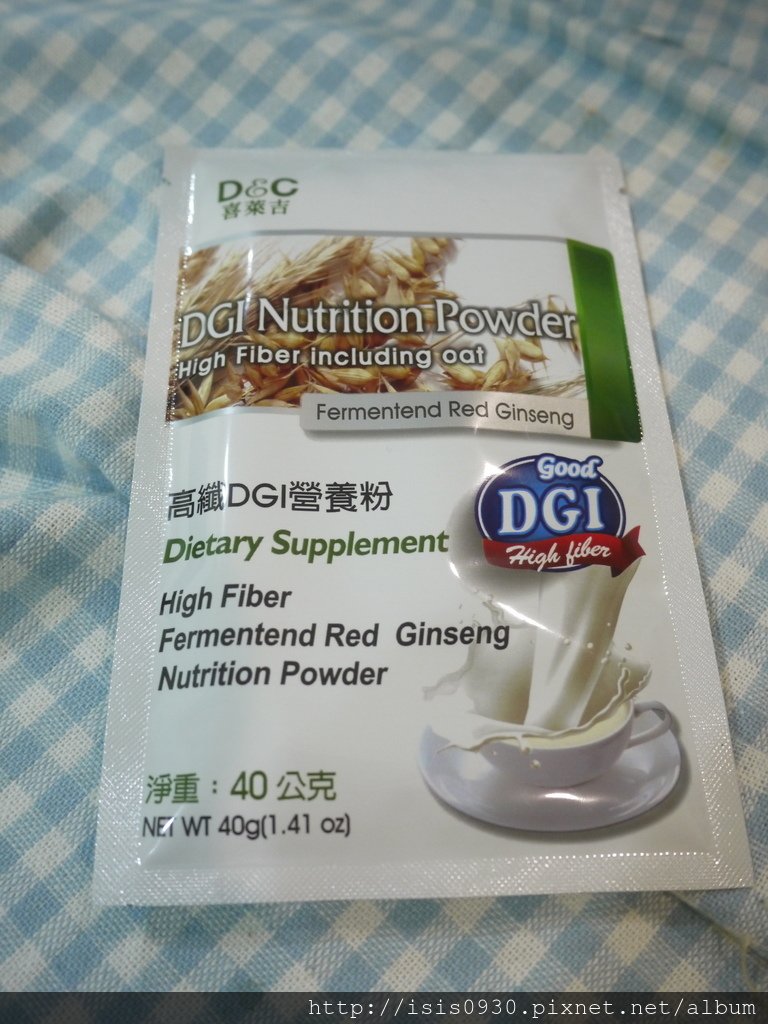 D&C
喜萊吉
DGI Nutrition Powder
High Fiber including oat
Fermentend Red Ginseng
高纖DGI營養粉
Good
DGI
High fiber
Dietary Supplement
High Fiber
Fermentend Red Ginseng
Nutrition Powder
淨重：40 公克
NET WT 40g(1.41 oz)
http://isis0930.pixnet.net/album